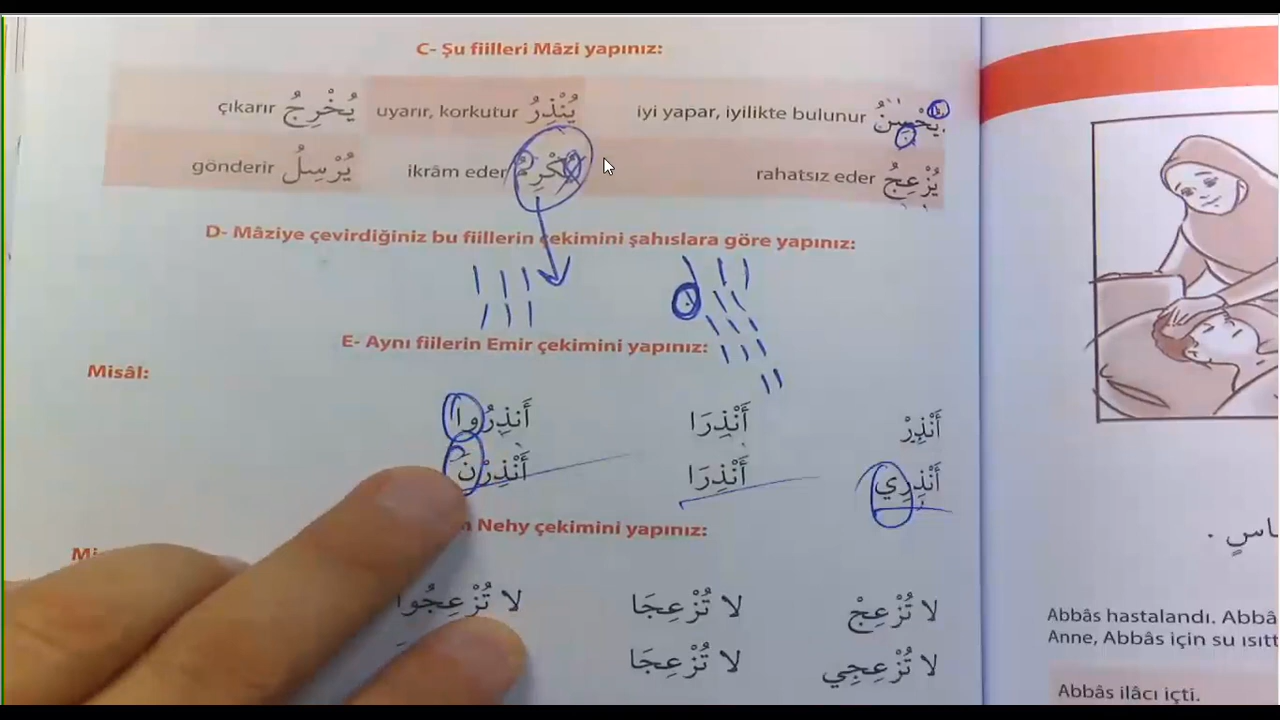 C- Şu fiilleri Mâzi yapınız:
يُحْسِنُ iyi yapar, iyilikte bulunur يُنْذِرُ uyarır, korkutur يُخْرِجُ çıkarır
يُزْعِجُ rahatsız eder يُكْرِمُ ikrâm eder يُرْسِلُ gönderir
D- Mâziye çevirdiğiniz bu fiillerin çekimini şahıslara göre yapınız:
E- Aynı fiilerin Emir çekimini yapınız:
Misâl:
أَنْذِرْ أَنْذِرَا أَنذِرُوا
أَنْذِرِي أَنْذِرَا أَنْذِرْنَ
Nehy çekimini yapınız:
لا تُزْعِجْ لا تُزْعِجَا لا تُزْعِجُوا
لا تُزْعِجِي لا تُزْعِجَا
Abbâs hastalandı.
Anne, Abbâs için su
Abbâs ilâcı içti.